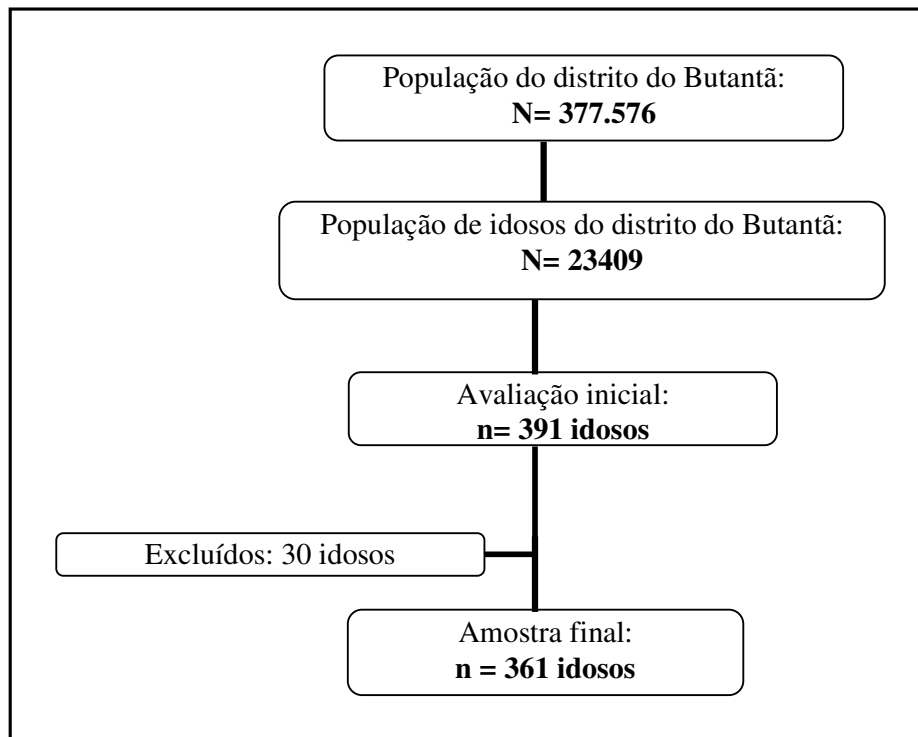 População do distrito do Butantã:
N= 377.576
População de idosos do distrito do Butantã:
N= 23409
Avaliação inicial:
n= 391 idosos
Excluídos: 30 idosos
Amostra final:
n = 361 idosos